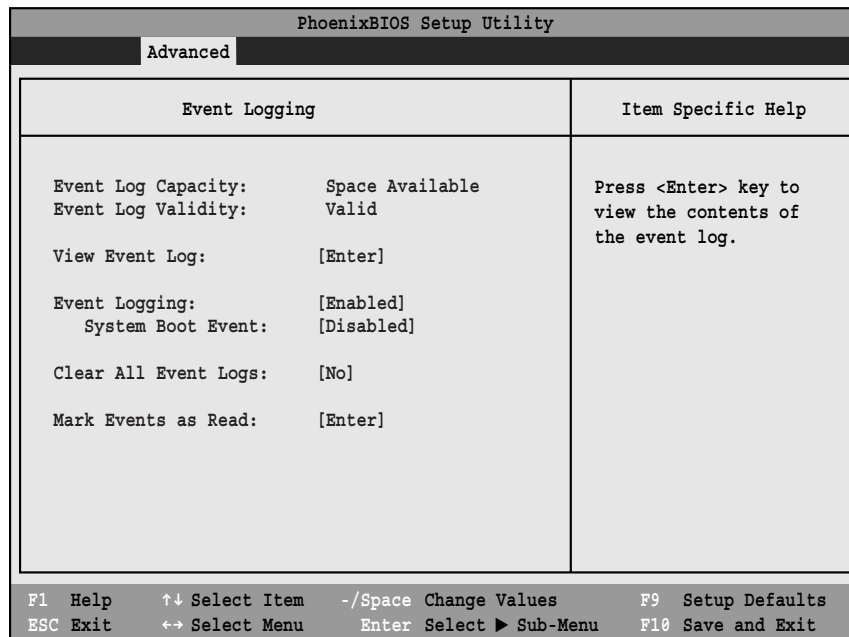 PhoenixBIOS Setup Utility
Advanced
Event Logging
Item Specific Help
Event Log Capacity: Space Available
Event Log Validity: Valid
View Event Log: [Enter]
Event Logging: [Enabled]
System Boot Event: [Disabled]
Clear All Event Logs: [No]
Mark Events as Read: [Enter]
Press <Enter> key to
view the contents of
the event log.
F1 Help ↑↓ Select Item -/Space Change Values F9 Setup Defaults
ESC Exit ←→ Select Menu Enter Select ▶ Sub-Menu F10 Save and Exit